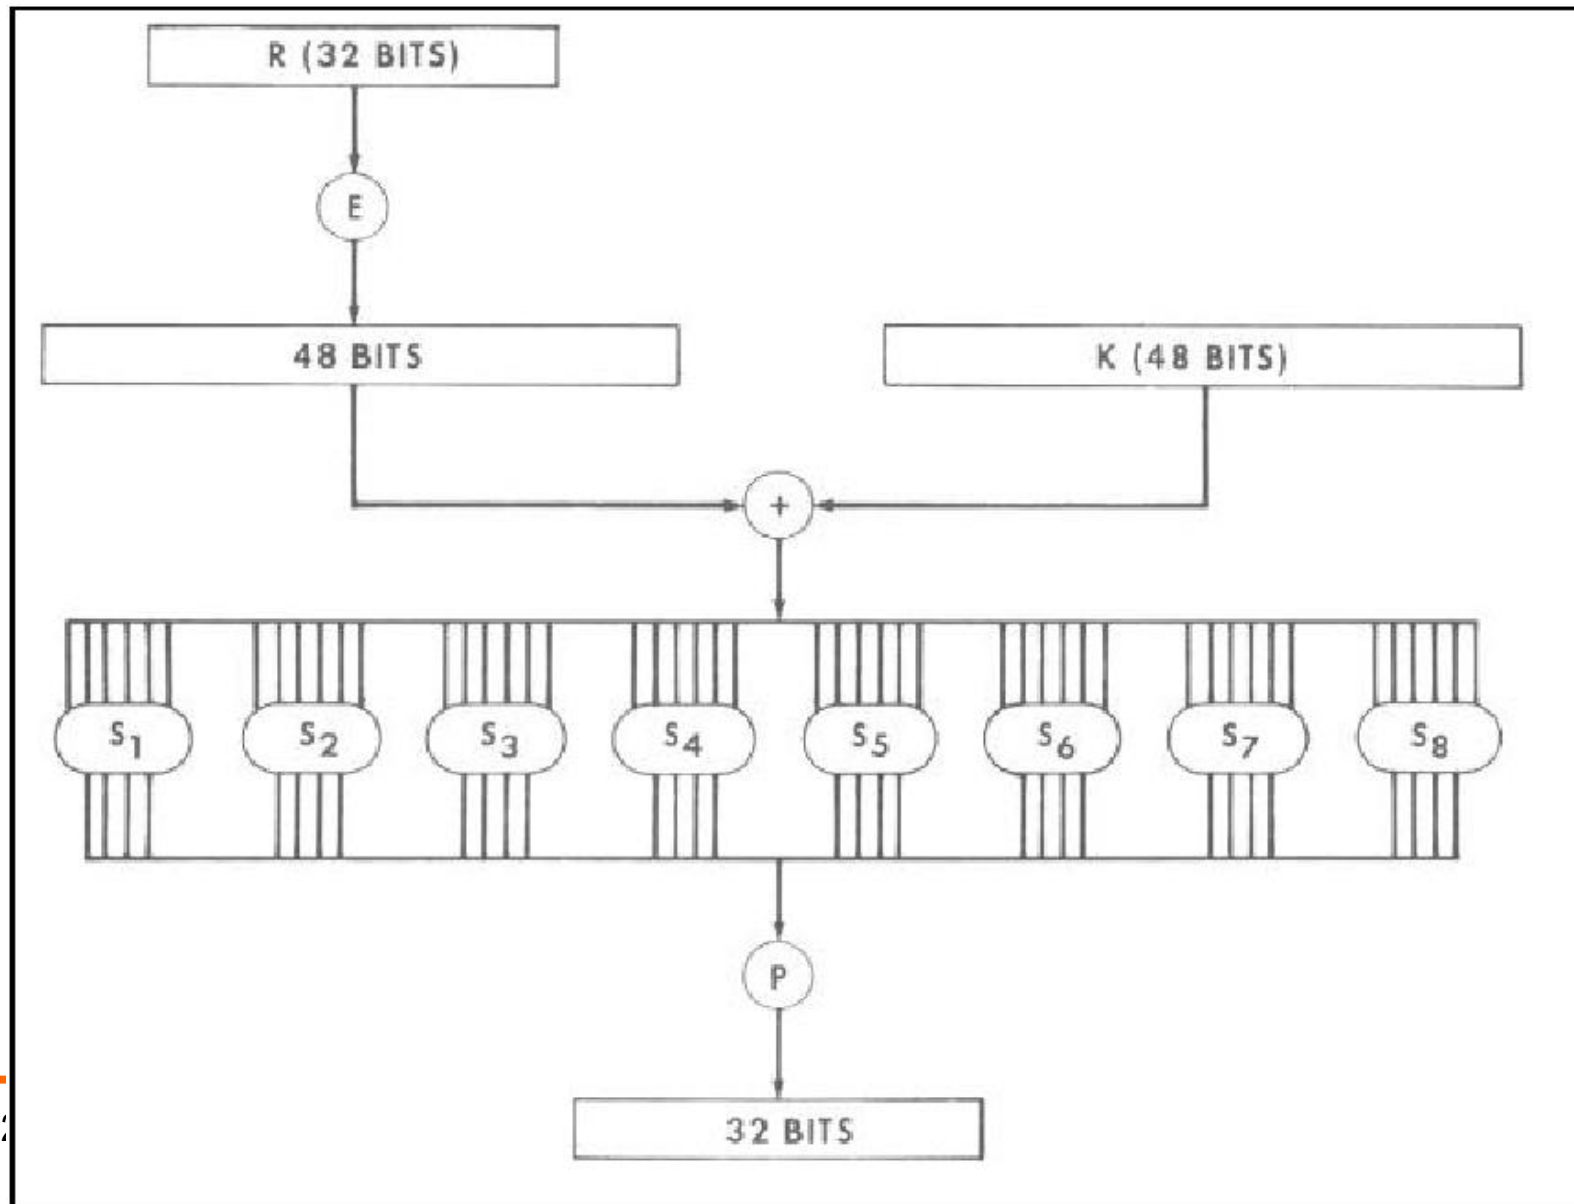 R (32 BITS)
E
48 BITS
K (48 BITS)
+
S1 S2 S3 S4 S5 S6 S7 S8
P
32 BITS